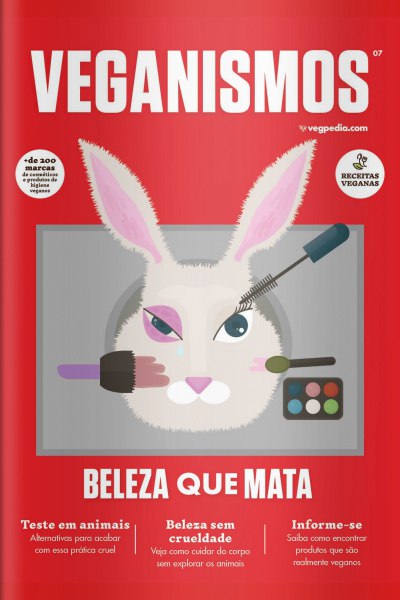 VEGANISMOS
07
vegpedia.com
+de 200
marcas
de cosméticos
e produtos de
higiene
veganos
RECEITAS
VEGANAS
BELEZA QUE MATA
Teste em animais
Alternativas para acabar
com essa prática cruel
Beleza sem
crueldade
Veja como cuidar do corpo
sem explorar os animais
Informe-se
Saiba como encontrar
produtos que são
realmente veganos